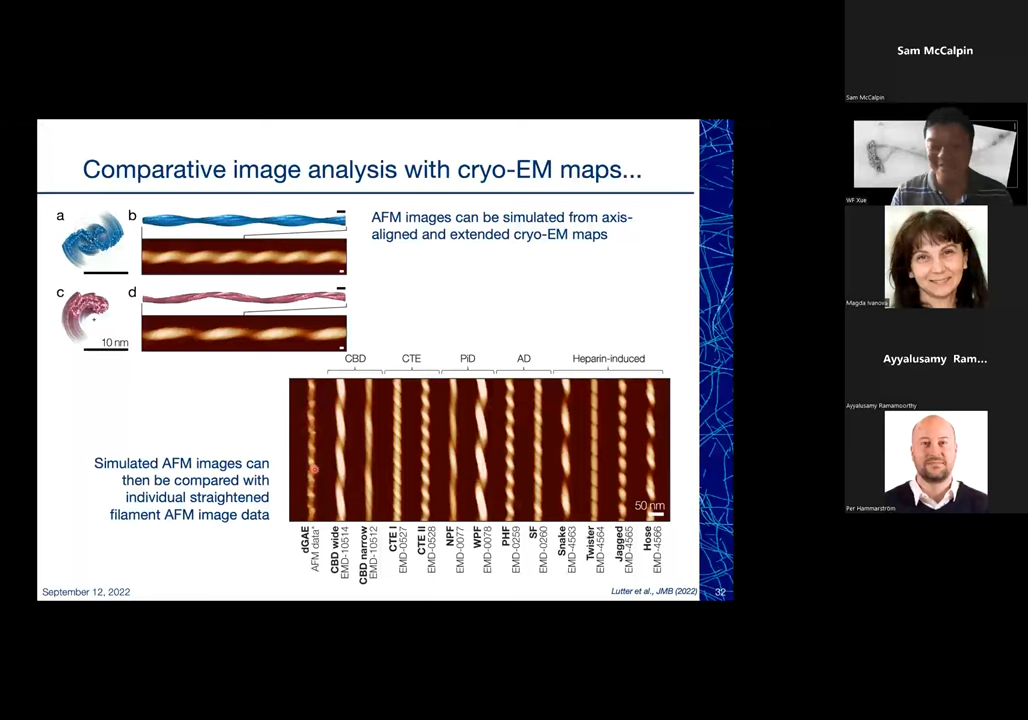 Comparative image analysis with cryo-EM maps...
a
b
AFM images can be simulated from axis-
aligned and extended cryo-EM maps
c
d
10 nm
CBD
CTE
PiD
AD
Heparin-induced
Simulated AFM images can
then be compared with
individual straightened
filament AFM image data
50 nm
dGAE
AFM data*
CBD wide
EMD-10514
CBD narrow
EMD-10512
CTE I
EMD-0527
CTE II
EMD-0528
NPF
EMD-0077
WPF
EMD-0078
PHF
EMD-0259
SF
EMD-0260
Snake
EMD-4563
Twister
EMD-4564
Jagged
EMD-4565
Hose
EMD-4566
September 12, 2022
Lutter et al., JMB (2022)
32
Sam McCalpin
Sam McCalpin
WF Xue
Magda Ivanova
Ayyalusamy Ram...
Ayyalusamy Ramamoorthy
Per Hammarström